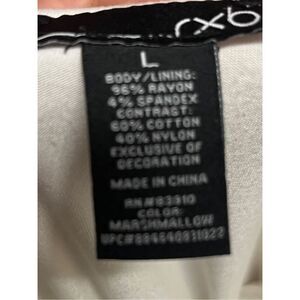 rxb
L
BODY/LINING:
96% RAYON
4% SPANDEX
CONTRAST:
60% COTTON
40% NYLON
EXCLUSIVE OF
DECORATION
MADE IN CHINA
RN#83310
COLOR:
MARSHMALLOW